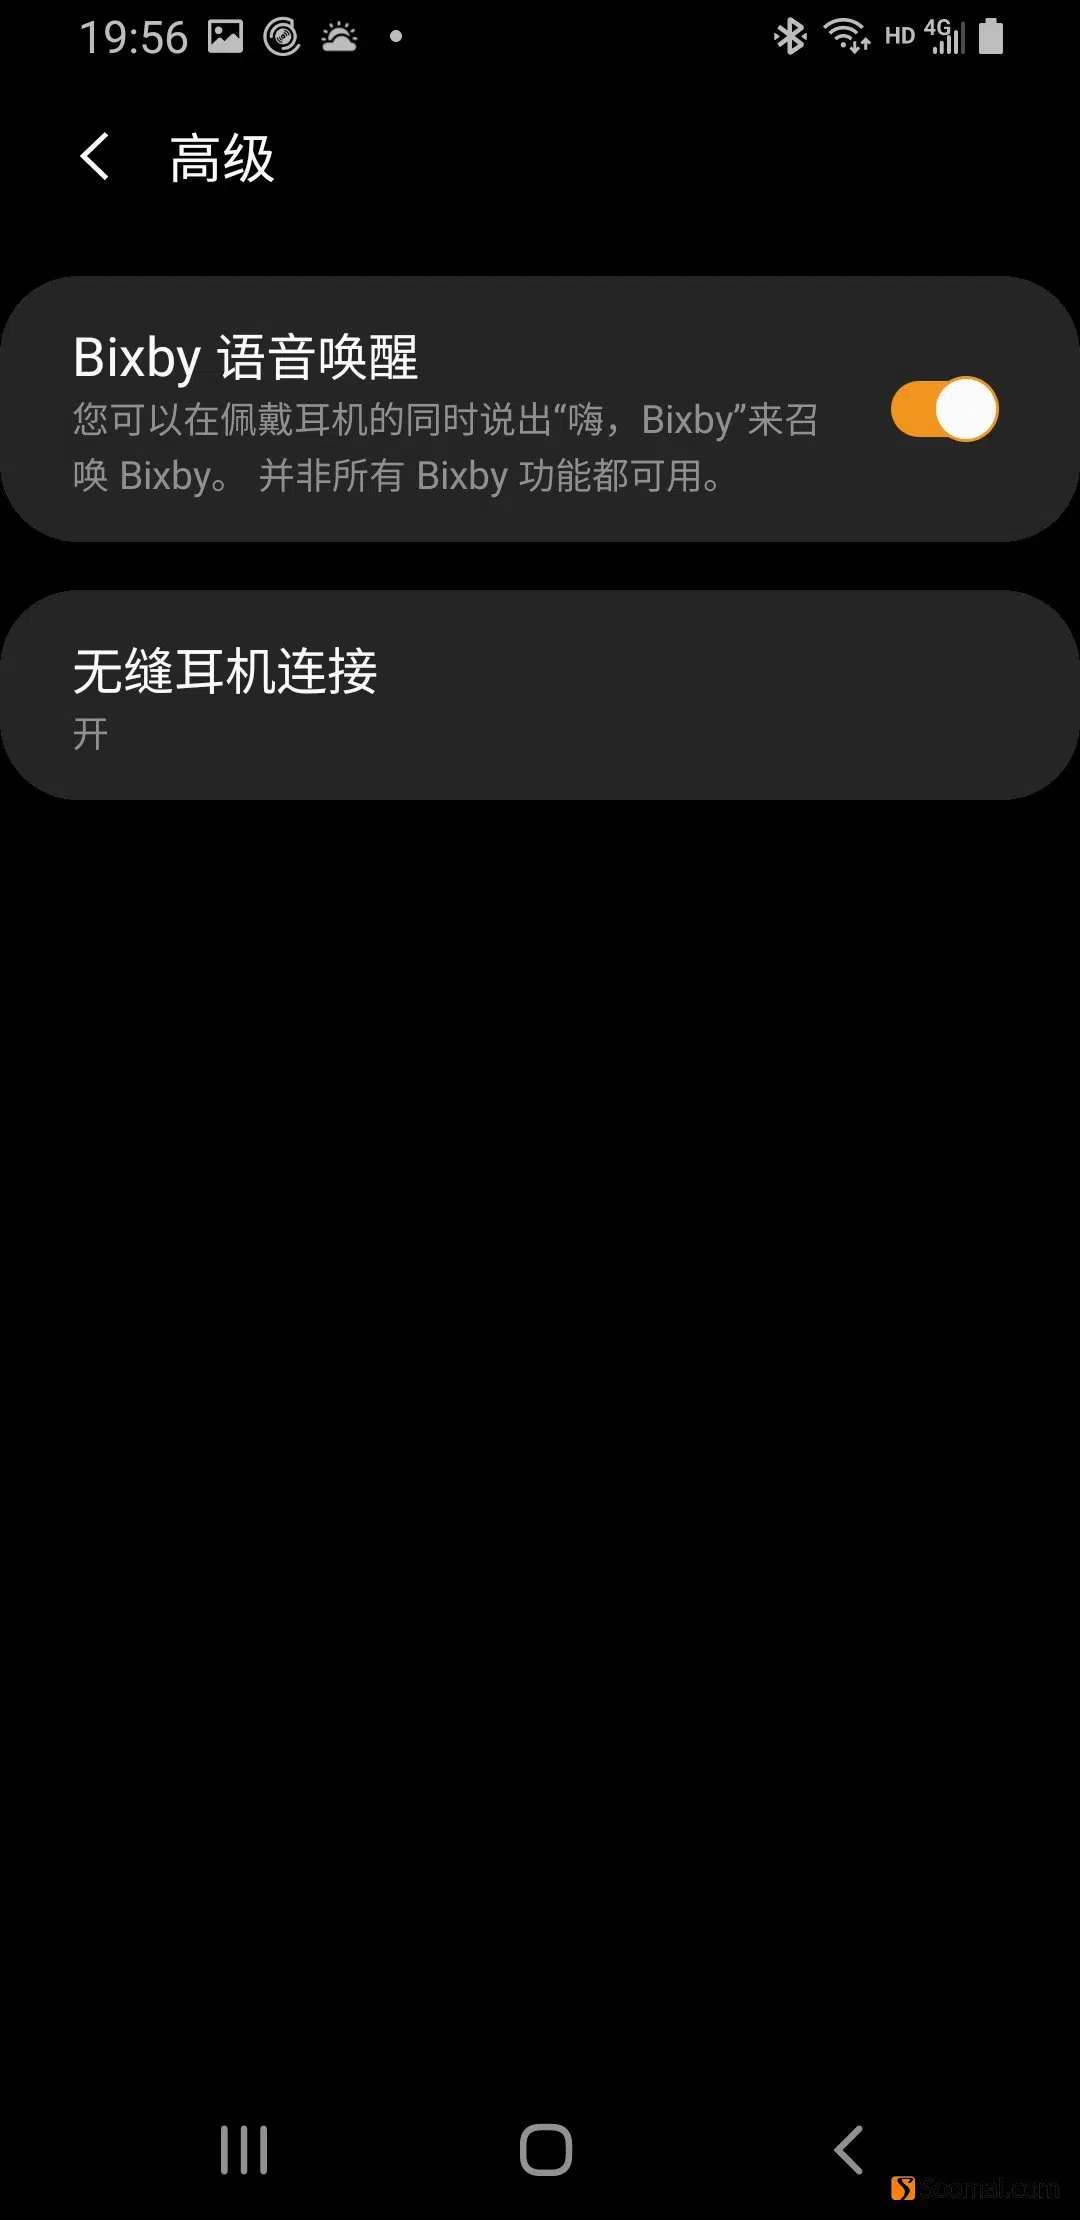 19:56
HD 4G
高级
Bixby 语音唤醒
您可以在佩戴耳机的同时说出“嗨，Bixby”来召
唤 Bixby。 并非所有 Bixby 功能都可用。
无缝耳机连接
开
Soomal.com